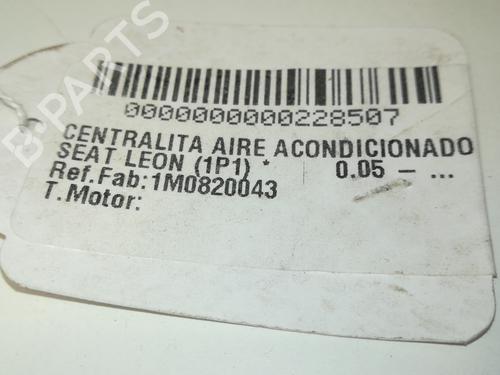 B-PARTS
0000000000228507
CENTRALITA AIRE ACONDICIONADO
SEAT LEON (1P1) * 0.05 – ...
Ref.Fab:1M0820043
T.Motor: